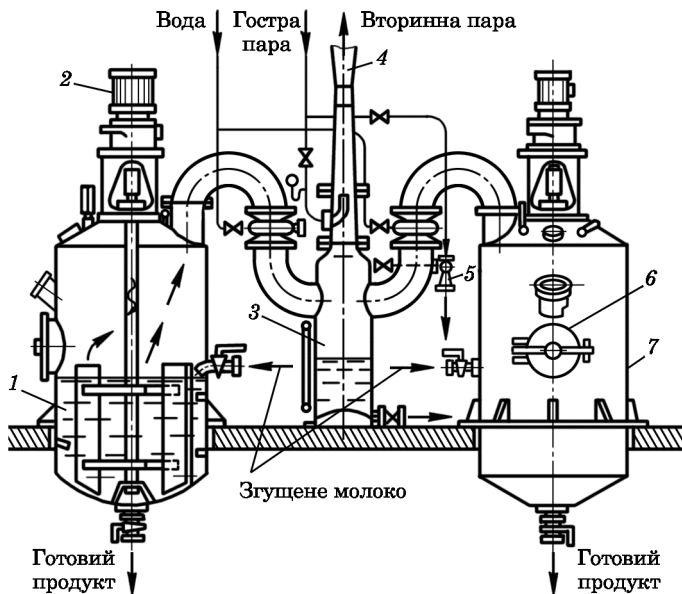 Вода
Гостра
пара
Вторинна пара
2
4
3
5
6
7
1
Згущене молоко
Готовий
продукт
Готовий
продукт